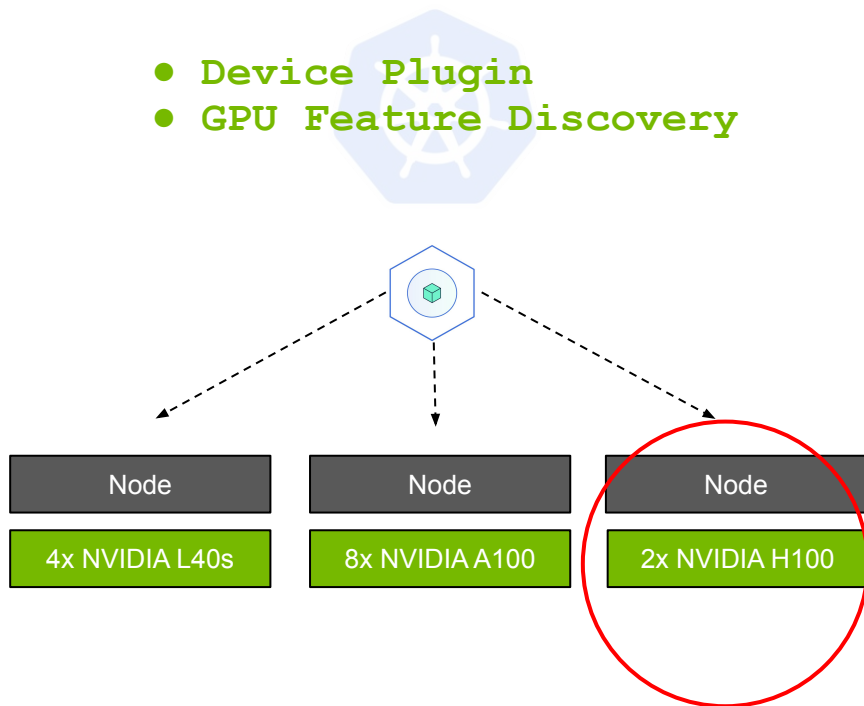 ● Device Plugin
● GPU Feature Discovery
Node
Node
Node
4x NVIDIA L40s
8x NVIDIA A100
2x NVIDIA H100